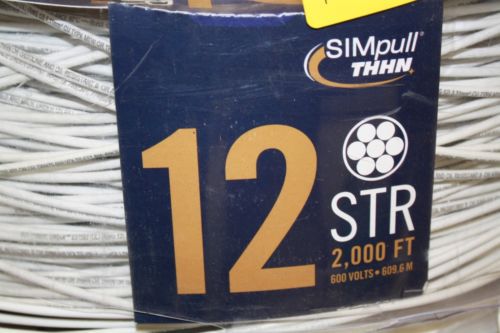 SIMpull®
THHN
12
STR
2,000 FT
600 VOLTS • 609.6 M